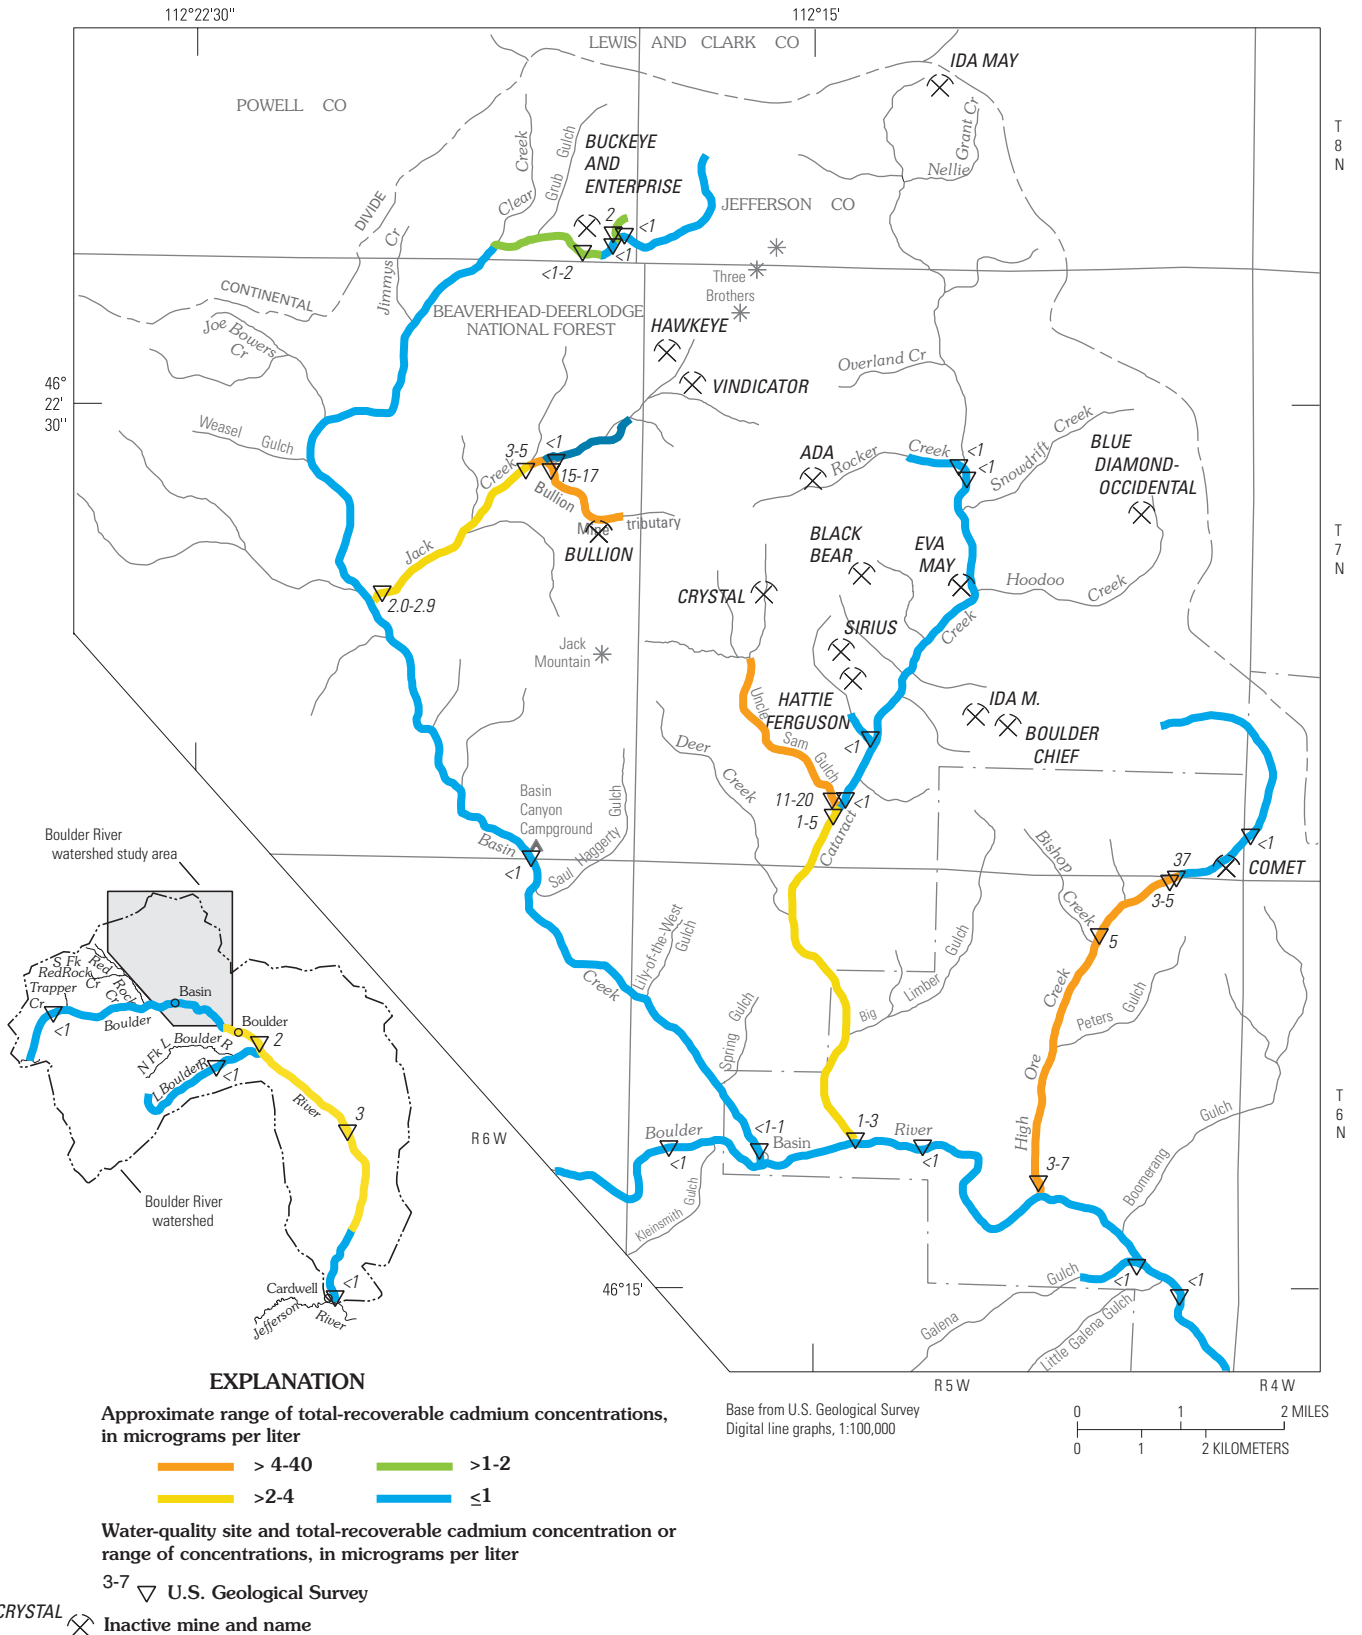 112°22'30"
112°15'
LEWIS AND CLARK CO
IDA MAY
POWELL CO
T
8
N
Grant Cr
Nellie
Clear
Creek
Grub Gulch
BUCKEYE
AND
ENTERPRISE
2
<1
<1
<1-2
JEFFERSON CO
DIVIDE
CONTINENTAL
Jimmys Cr
Three
Brothers
BEAVERHEAD-DEERLODGE
NATIONAL FOREST
Joe Bowers
Cr
HAWKEYE
VINDICATOR
Overland Cr
46°
22'
30"
Weasel Gulch
3-5
<1
15-17
Creek
Jack
Bullion
Mine tributary
BULLION
ADA
Rocker Creek
<1
<1
Snowdrift Creek
BLUE
DIAMOND-
OCCIDENTAL
BLACK
BEAR
EVA
MAY
Hoodoo Creek
T
7
N
CRYSTAL
2.0-2.9
SIRIUS
Creek
Jack
Mountain
HATTIE
FERGUSON
IDA M.
BOULDER
CHIEF
Uncle
Sam
Gulch
<1
Deer
Creek
11-20
<1
1-5
Cataract
Basin
Canyon
Campground
Saul Haggerty Gulch
Basin
<1
Bishop
Creek
37
<1
COMET
3-5
5
Boulder River
watershed study area
Lily-of-the-West
Gulch
Creek
Big Limber Gulch
Creek
Peters Gulch
Spring Gulch
Ore
High
S Fk
Red Rock
Cr
Red
Rock
Cr
Trapper
Cr
Basin
<1
Boulder
Boulder
2
N Fk L Boulder R
L Boulder R
<1
River
3
Boulder River
watershed
Cardwell
<1
Jefferson
River
R 6 W
Boulder
<1
<1-1
Basin
1-3
River
<1
3-7
Gulch
Boomerang
T
6
N
Kleinsmith Gulch
46°15'
Gulch
Galena
<1
<1
Little Galena Gulch
R 5 W
R 4 W
EXPLANATION
Approximate range of total-recoverable cadmium concentrations,
in micrograms per liter
> 4-40
>1-2
>2-4
≤1
Water-quality site and total-recoverable cadmium concentration or
range of concentrations, in micrograms per liter
3-7 U.S. Geological Survey
CRYSTAL Inactive mine and name
Base from U.S. Geological Survey
Digital line graphs, 1:100,000
0 1 2 MILES
0 1 2 KILOMETERS